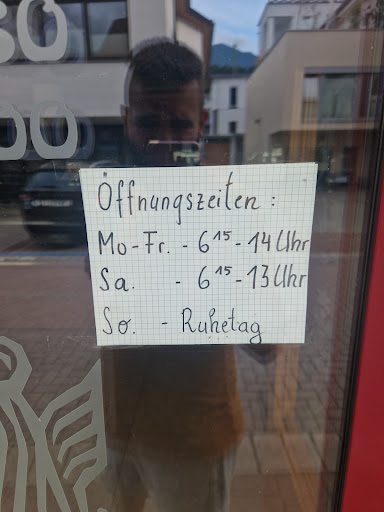 Öffnungszeiten :
Mo-Fr. - 6¹⁵ - 14 Uhr
Sa. - 6¹⁵ - 13 Uhr
So. - Ruhetag